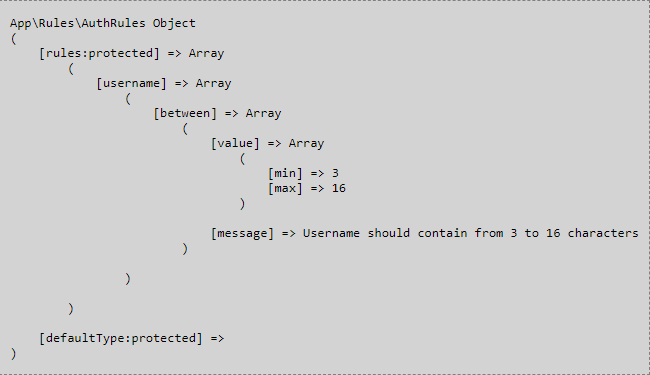 App\Rules\AuthRules Object
(
    [rules:protected] => Array
        (
            [username] => Array
                (
                    [between] => Array
                        (
                            [value] => Array
                                (
                                    [min] => 3
                                    [max] => 16
                                )
                            [message] => Username should contain from 3 to 16 characters
                        )
                )
        )
    [defaultType:protected] =>
)